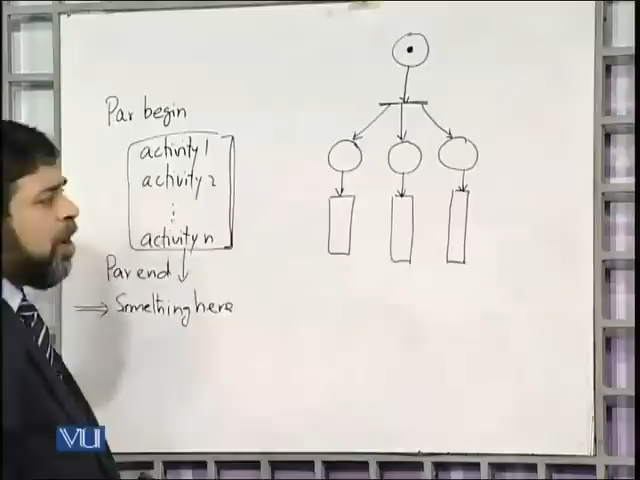 Par begin
activity 1
activity 2
⋮
activity n
Par end
⇒ Something here
VU